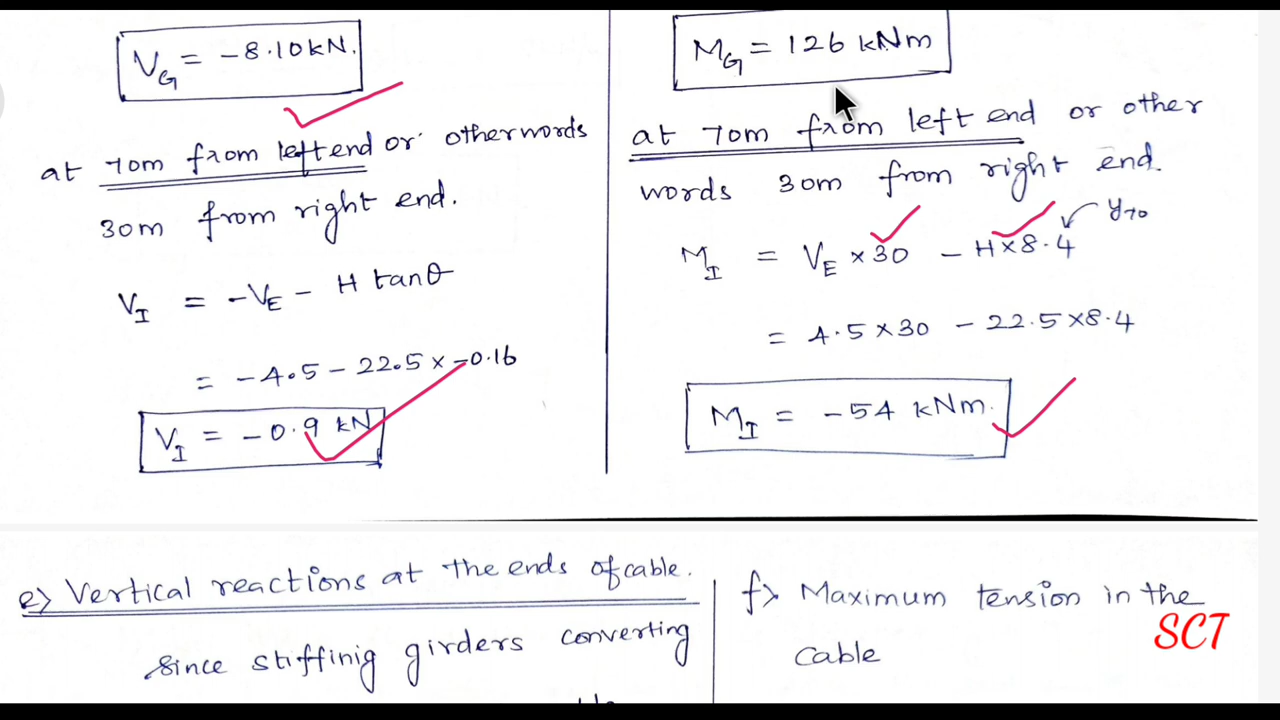 V_G = -8.10 kN.
at 70m from left end or otherwords
30m from right end.
V_I = -V_E - H tanθ
= -4.5 - 22.5 x -0.16
V_I = -0.9 kN
M_G = 126 kNm
at 70m from left end or other
words 30m from right end.
y70
M_I = V_E x 30 - H x 8.4
= 4.5 x 30 - 22.5 x 8.4
M_I = -54 kNm.
e) Vertical reactions at the ends of cable.
since stiffinig girders converting
f) Maximum tension in the
cable
SCT